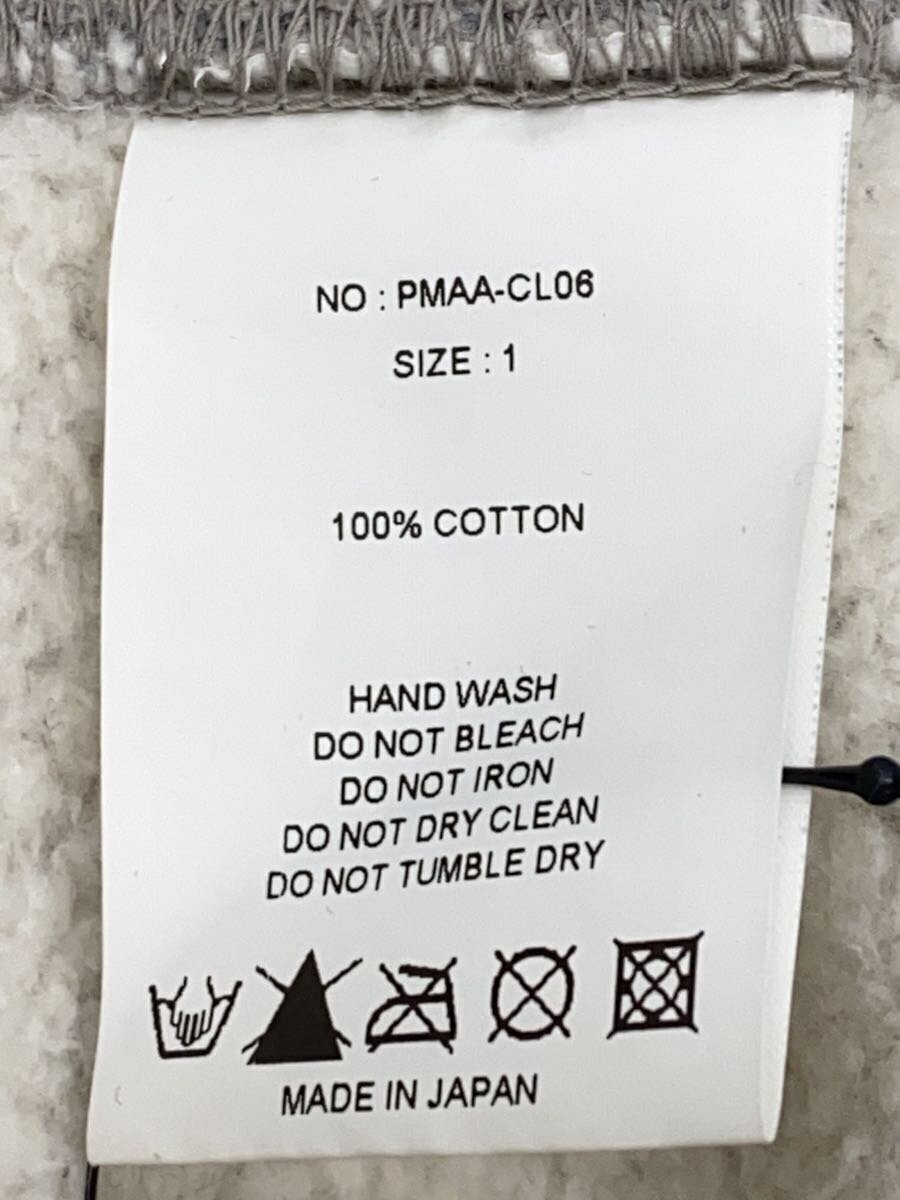 NO : PMAA-CL06
SIZE : 1
100% COTTON
HAND WASH
DO NOT BLEACH
DO NOT IRON
DO NOT DRY CLEAN
DO NOT TUMBLE DRY
MADE IN JAPAN